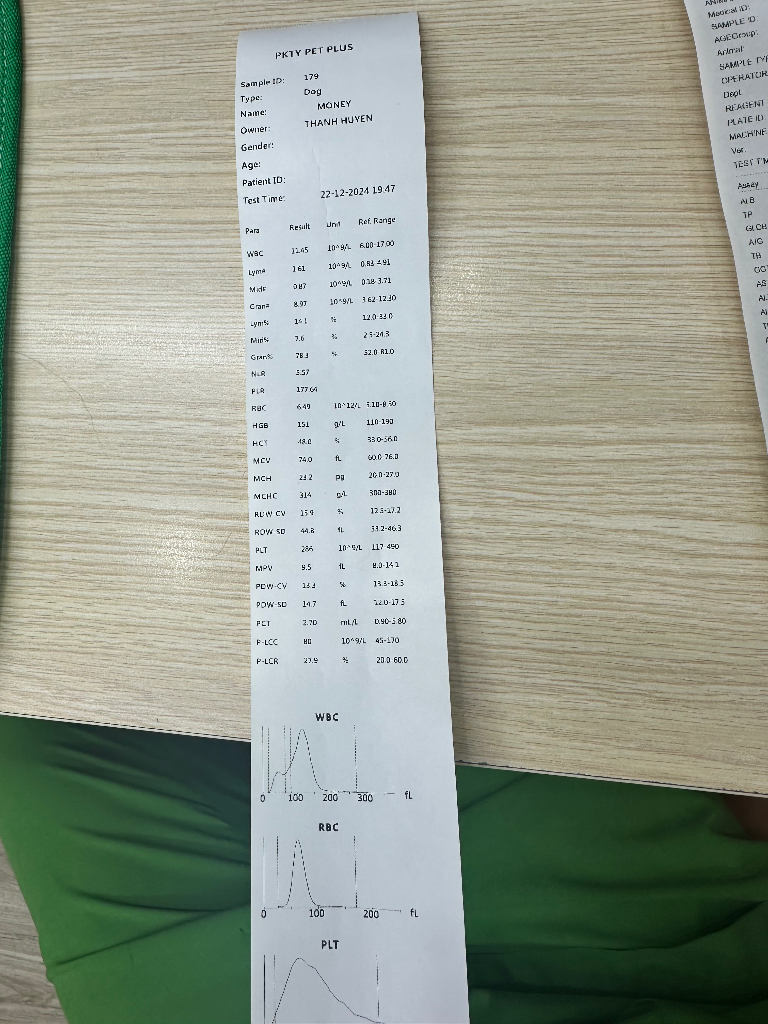 PKTY PET PLUS
Sample ID: 179
Type: Dog
Name: MONEY
Owner: THANH HUYEN
Gender:
Age:
Patient ID:
Test Time: 22-12-2024 19:47
Para Result Unit Ref. Range
WBC 11.45 10^9/L 6.00-17.00
Lym# 1.61 10^9/L 0.83-4.91
Mid# 0.87 10^9/L 0.18-3.71
Gran# 8.97 10^9/L 3.62-12.30
Lym% 14.1 % 12.0-33.0
Mid% 7.6 % 2.5-24.3
Gran% 78.3 % 52.0-81.0
NLR 5.57
PLR 177.64
RBC 6.49 10^12/L 5.10-8.50
HGB 151 g/L 110-190
HCT 48.0 % 33.0-56.0
MCV 74.0 fL 60.0-76.0
MCH 23.2 pg 20.0-27.0
MCHC 314 g/L 300-380
RDW-CV 15.9 % 12.5-17.2
RDW-SD 44.8 fL 33.2-46.3
PLT 286 10^9/L 117-490
MPV 9.5 fL 8.0-14.1
PDW-CV 13.3 % 13.3-18.5
PDW-SD 14.7 fL 12.0-17.5
PCT 2.70 mL/L 0.90-5.80
P-LCC 80 10^9/L 45-170
P-LCR 27.9 % 20.0-60.0
WBC
0 100 200 300 fL
RBC
0 100 200 fL
PLT
Medical ID:
SAMPLE ID:
AGEGroup:
Animal:
SAMPLE TYP
OPERATOR
Dept
REAGENT
PLATE ID:
MACHINE
Ver.
TEST TIM
Assay
ALB
TP
GLOB
A/G
TB
GG
AS